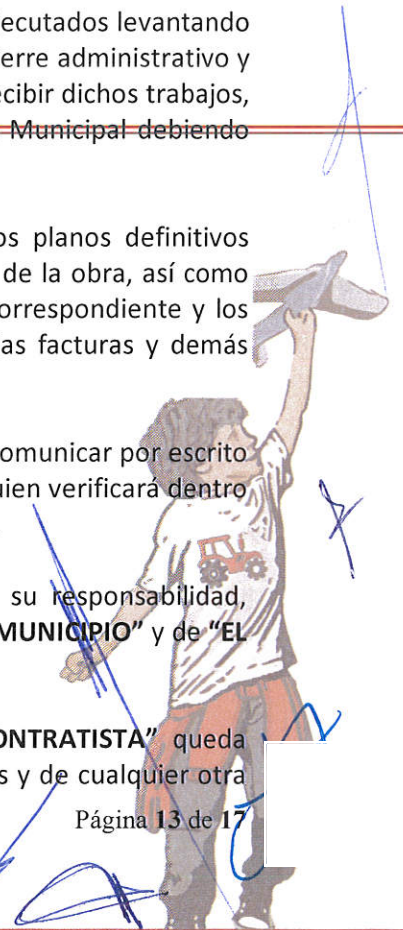 ecutados levantando
erre administrativo y
ecibir dichos trabajos,
Municipal debiendo
os planos definitivos
de la obra, así como
orrespondiente y los
as facturas y demás
omunicar por escrito
uien verificará dentro
su responsabilidad,
MUNICIPIO" y de "EL
ONTRATISTA" queda
s y de cualquier otra
Página 13 de 17